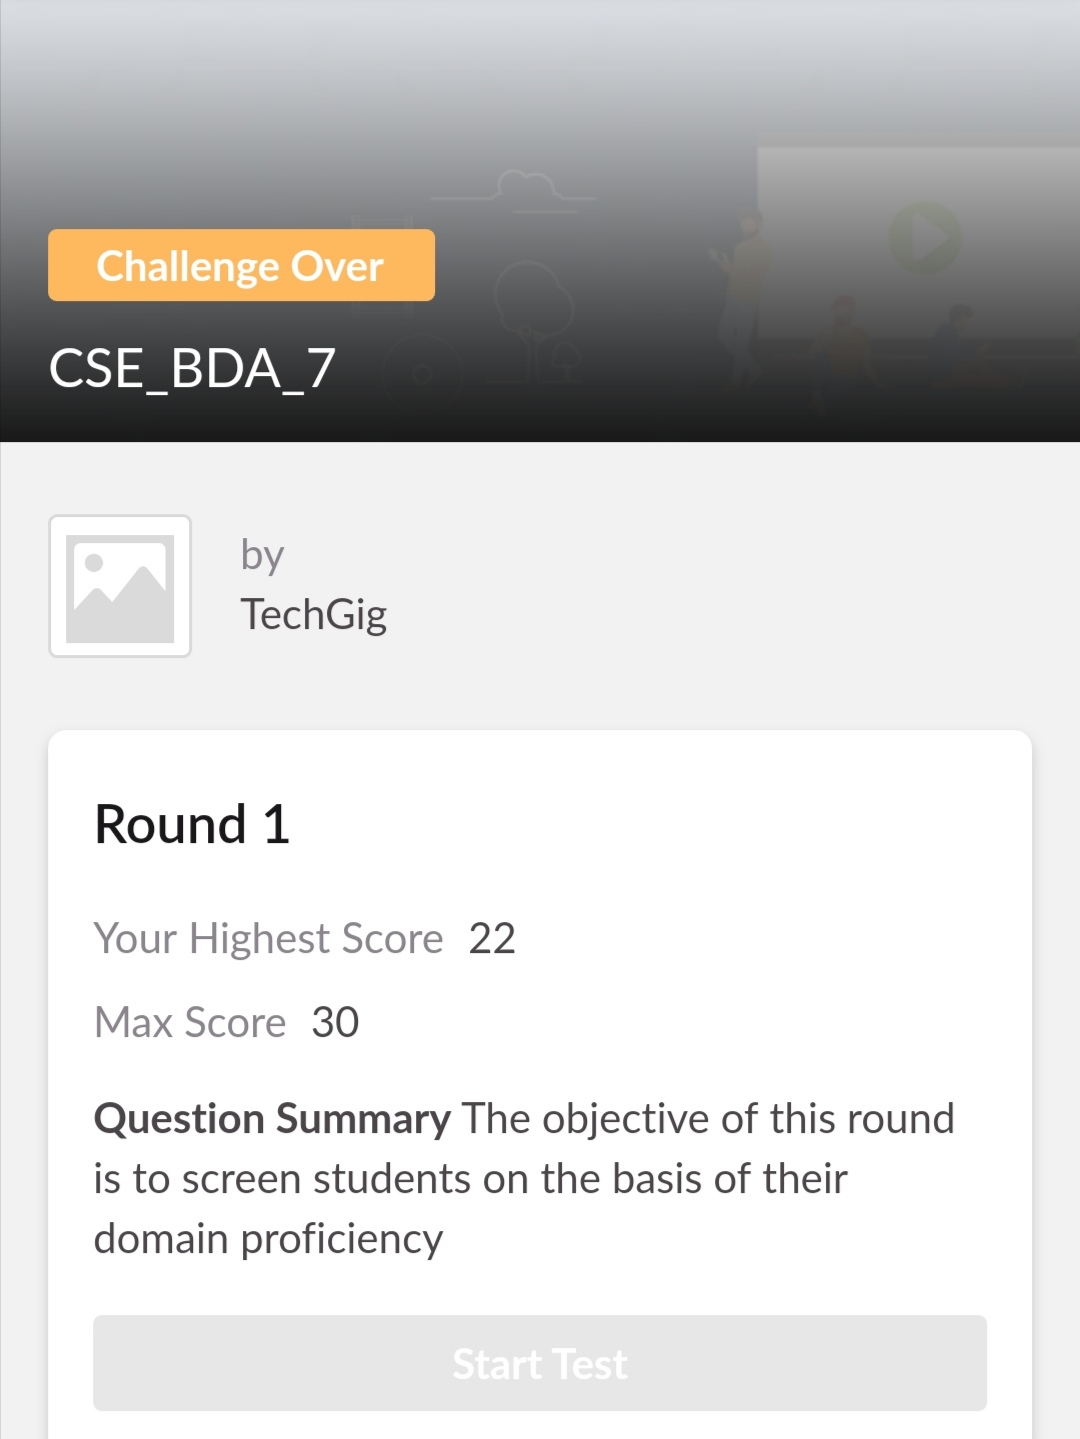 Challenge Over
CSE_BDA_7
by
TechGig
Round 1
Your Highest Score 22
Max Score 30
Question Summary The objective of this round
is to screen students on the basis of their
domain proficiency
Start Test